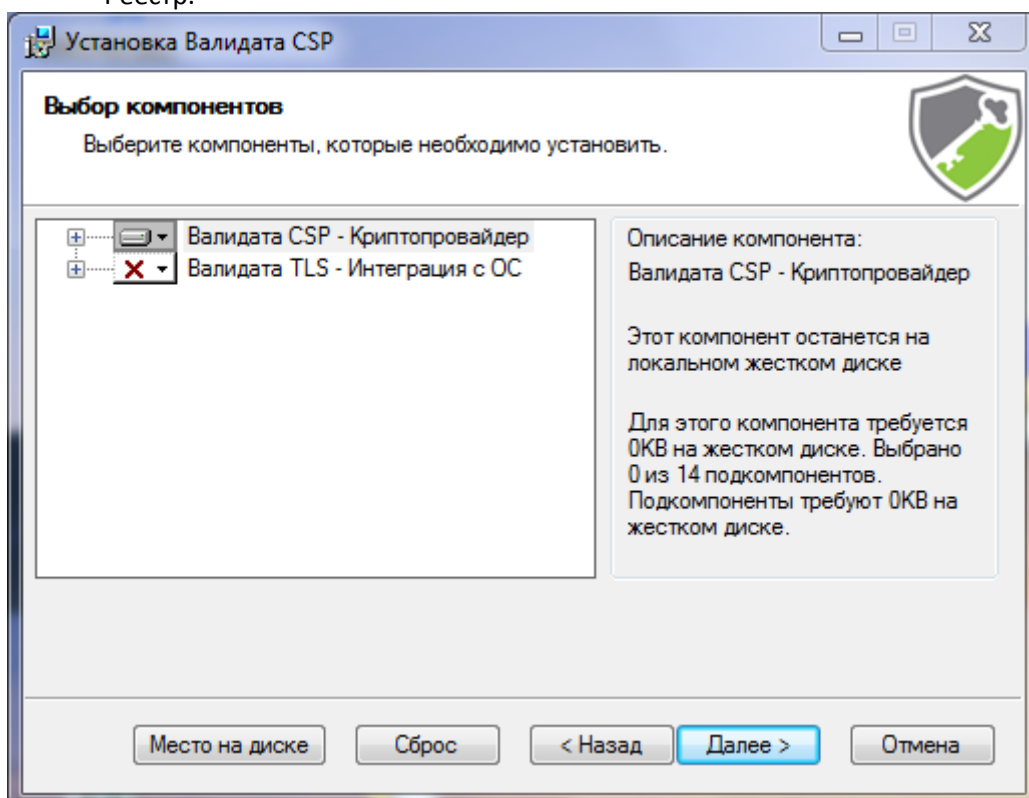 Реестр.
Установка Валидата CSP
Выбор компонентов
Выберите компоненты, которые необходимо установить.
Валидата CSP - Криптопровайдер
Валидата TLS - Интеграция с ОС
Описание компонента:
Валидата CSP - Криптопровайдер
Этот компонент останется на
локальном жестком диске
Для этого компонента требуется
0KB на жестком диске. Выбрано
0 из 14 подкомпонентов.
Подкомпоненты требуют 0KB на
жестком диске.
Место на диске
Сброс
< Назад
Далее >
Отмена